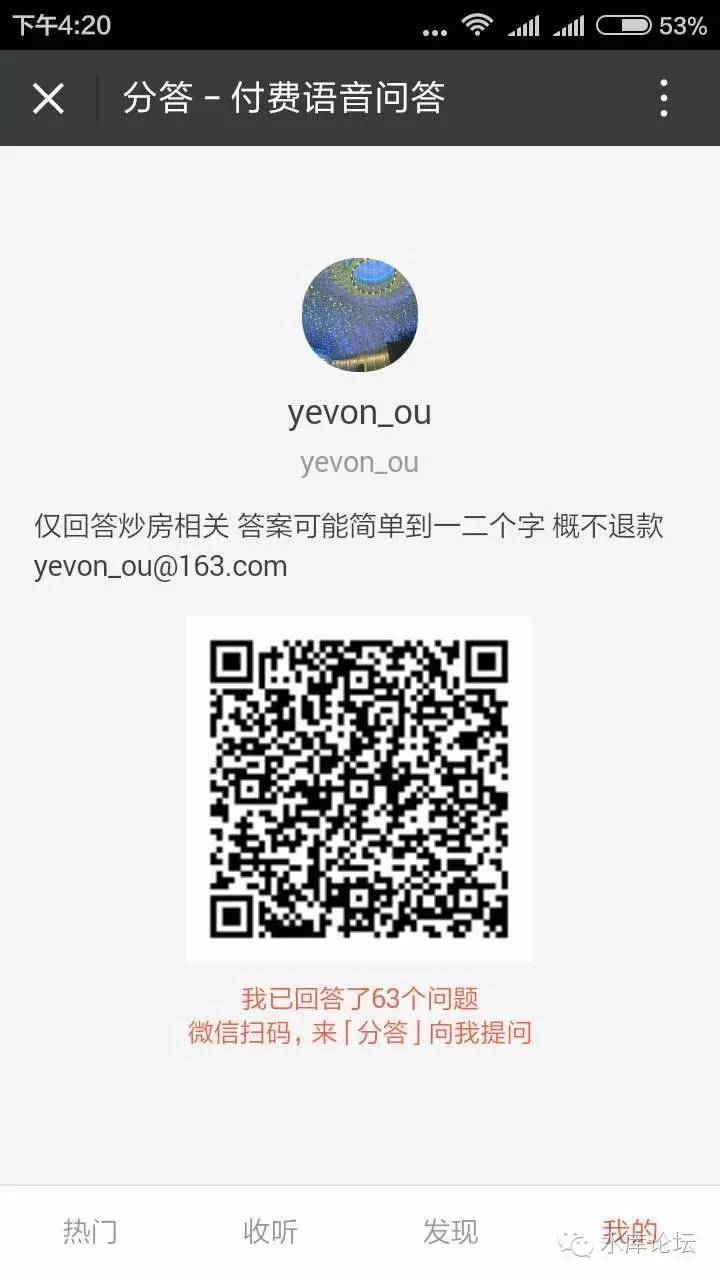 下午4:20
... 53%
分答 - 付费语音问答
yevon_ou
yevon_ou
仅回答炒房相关 答案可能简单到一二个字 概不退款
yevon_ou@163.com
我已回答了63个问题
微信扫码，来「分答」向我提问
热门 收听 发现 我的
水库论坛